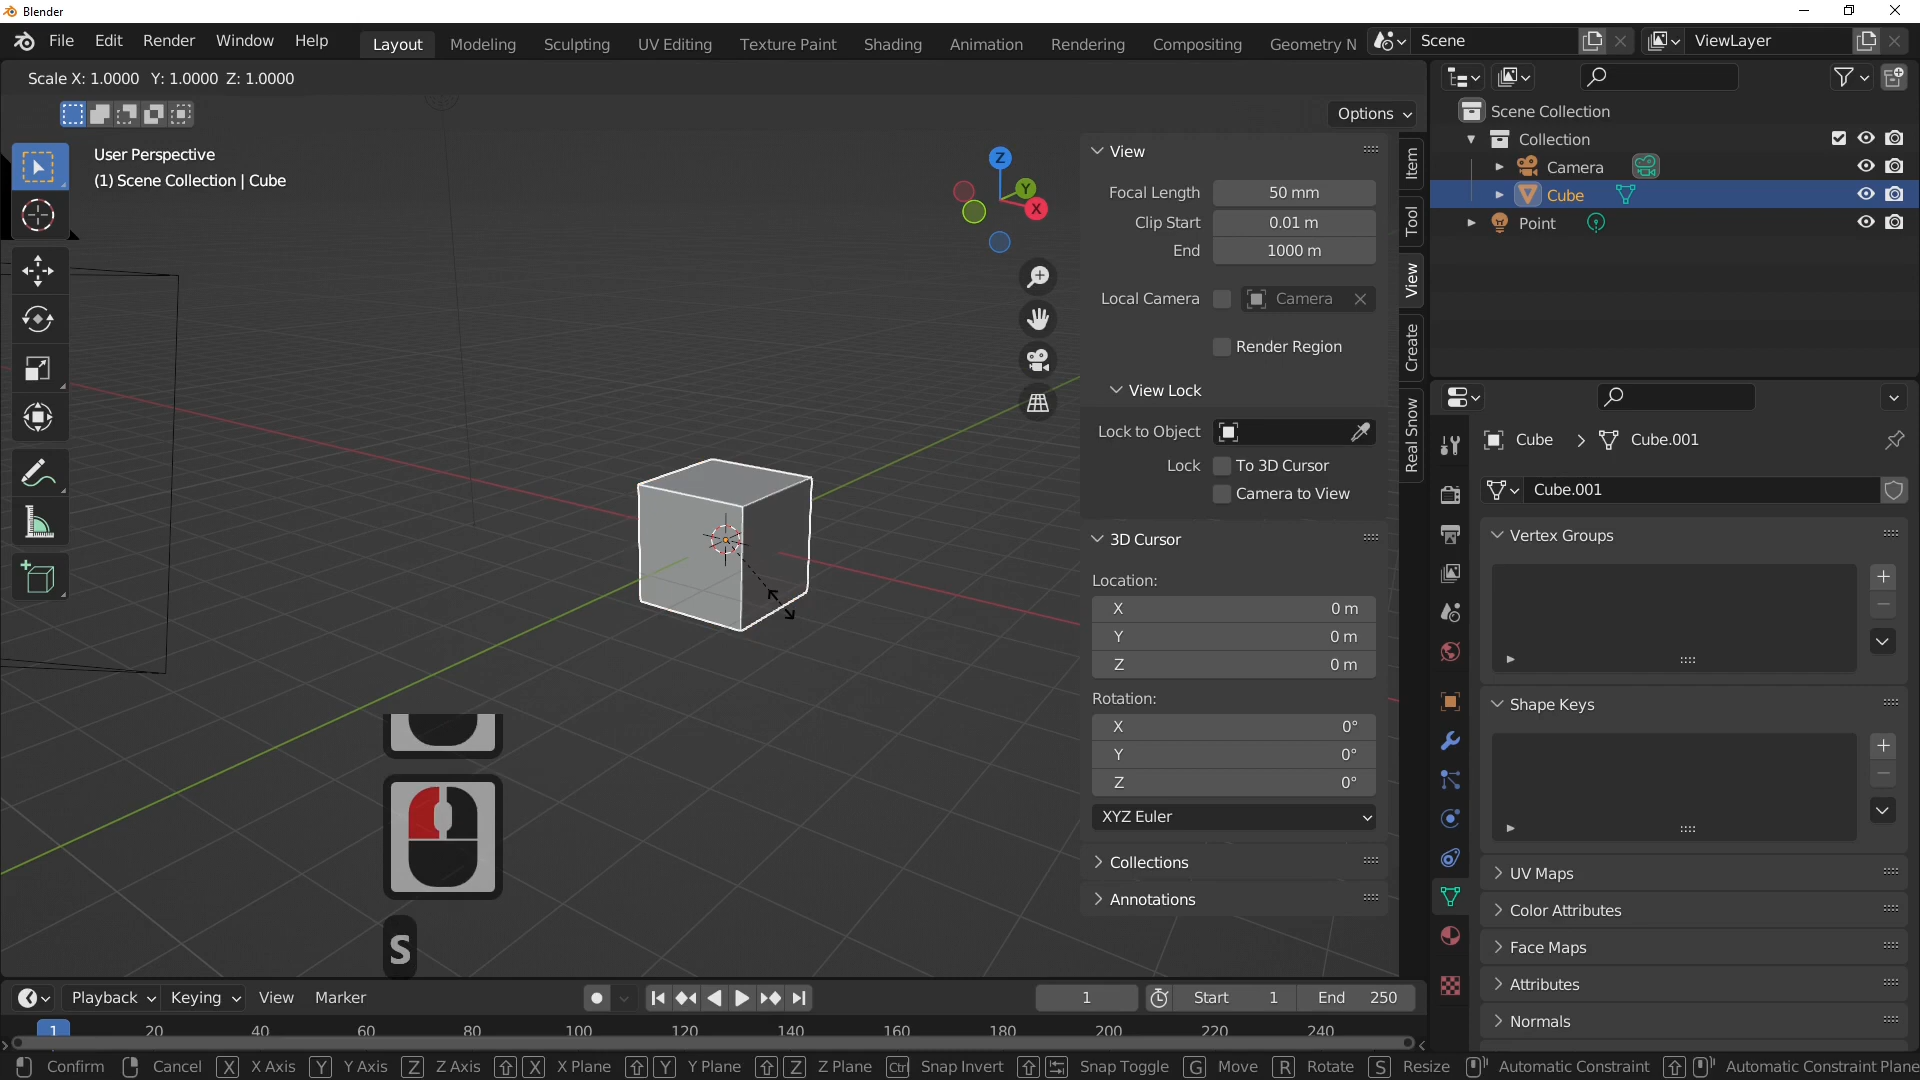 Blender
File Edit Render Window Help
Layout Modeling Sculpting UV Editing Texture Paint Shading Animation Rendering Compositing Geometry N
Scene
ViewLayer
Scale X: 1.0000 Y: 1.0000 Z: 1.0000
Options
User Perspective
(1) Scene Collection | Cube
Z
Y
X
View
Focal Length 50 mm
Clip Start 0.01 m
End 1000 m
Local Camera Camera
Render Region
View Lock
Lock to Object
Lock To 3D Cursor
Camera to View
3D Cursor
Location:
X 0 m
Y 0 m
Z 0 m
Rotation:
X 0°
Y 0°
Z 0°
XYZ Euler
Collections
Annotations
Item
Tool
View
Create
Real Snow
S
Scene Collection
Collection
Camera
Cube
Point
Cube > Cube.001
Cube.001
Vertex Groups
Shape Keys
UV Maps
Color Attributes
Face Maps
Attributes
Normals
Playback Keying View Marker
1
Start 1
End 250
1 20 40 60 80 100 120 140 160 180 200 220 240
Confirm Cancel X X Axis Y Y Axis Z Z Axis X X Plane Y Y Plane Z Z Plane Ctrl Snap Invert Snap Toggle G Move R Rotate S Resize Automatic Constraint Automatic Constraint Plane